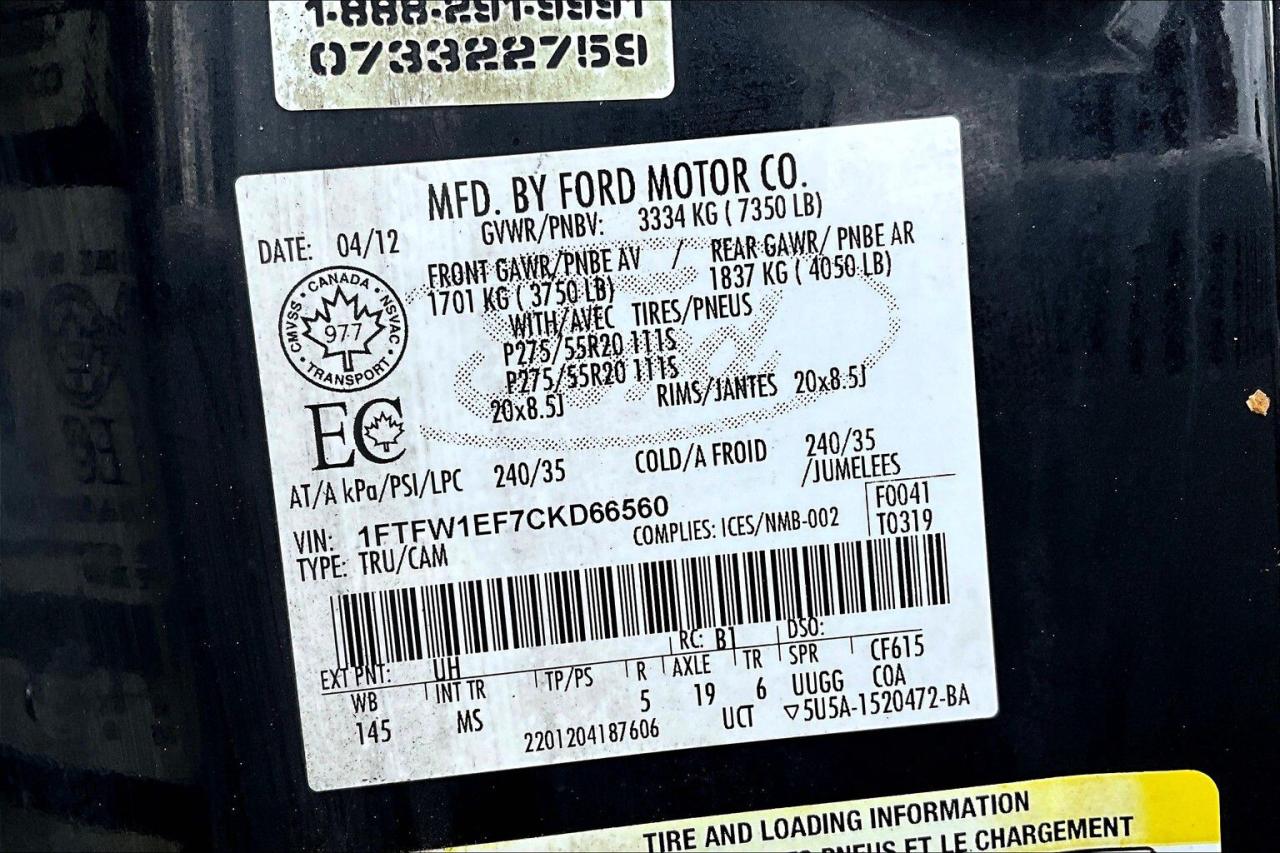 1-888-291-9991
073322759
MFD. BY FORD MOTOR CO.
DATE: 04/12 GVWR/PNBV: 3334 KG ( 7350 LB)
FRONT GAWR/PNBE AV / REAR GAWR/ PNBE AR
1701 KG ( 3750 LB) 1837 KG ( 4050 LB)
WITH/AVEC TIRES/PNEUS
P275/55R20 111S
P275/55R20 111S
20x8.5J RIMS/JANTES 20x8.5J
CMVSS • CANADA • NSVAC • TRANSPORT •
977
EC
AT/A kPa/PSI/LPC 240/35 COLD/A FROID 240/35
/JUMELEES
VIN: 1FTFW1EF7CKD66560 F0041
TYPE: TRU/CAM COMPLIES: ICES/NMB-002 T0319
RC: B1 DSO:
EXT PNT: UH
WB INT TR TP/PS R AXLE TR SPR CF615
145 MS 5 19 6 UUGG COA
2201204187606 UCT ▽5U5A-1520472-BA
TIRE AND LOADING INFORMATION
PNEUS ET LE CHARGEMENT